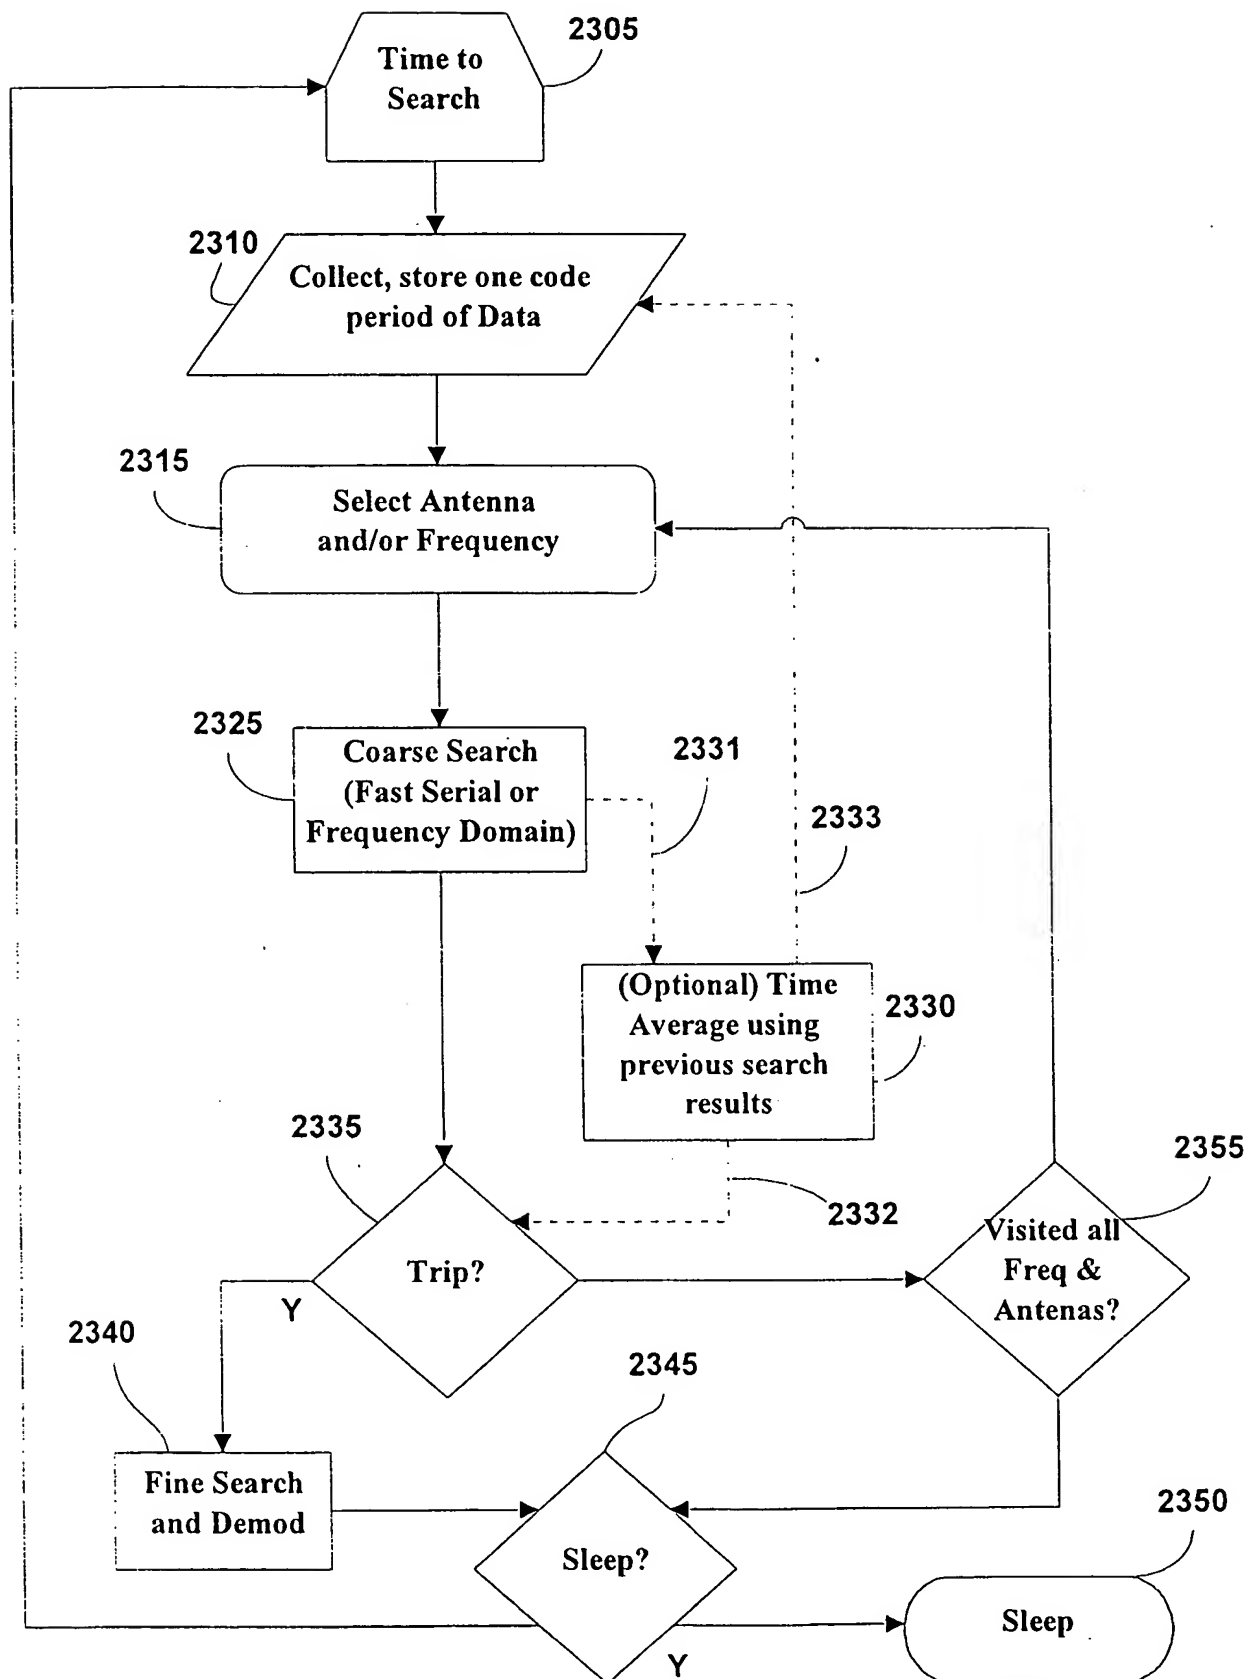 2305
Time to
Search
2310
Collect, store one code
period of Data
2315
Select Antenna
and/or Frequency
2325
Coarse Search
(Fast Serial or
Frequency Domain)
2331
2333
(Optional) Time
Average using
previous search
results
2330
2335
2332
2355
Trip?
Y
Visited all
Freq &
Antenas?
2340
Fine Search
and Demod
2345
Sleep?
Y
2350
Sleep